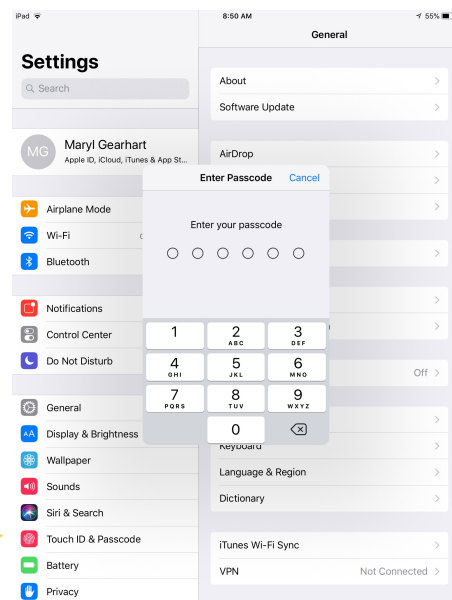 iPad
8:50 AM
55%
Settings
Search
MG
Maryl Gearhart
Apple ID, iCloud, iTunes & App St...
Airplane Mode
Wi-Fi
Bluetooth
Notifications
Control Center
Do Not Disturb
General
AA Display & Brightness
Wallpaper
Sounds
Siri & Search
Touch ID & Passcode
Battery
Privacy
General
About
Software Update
AirDrop
Off
Keyboard
Language & Region
Dictionary
iTunes Wi-Fi Sync
VPN Not Connected
Enter Passcode Cancel
Enter your passcode
1 2 3
ABC DEF
4 5 6
GHI JKL MNO
7 8 9
PQRS TUV WXYZ
0